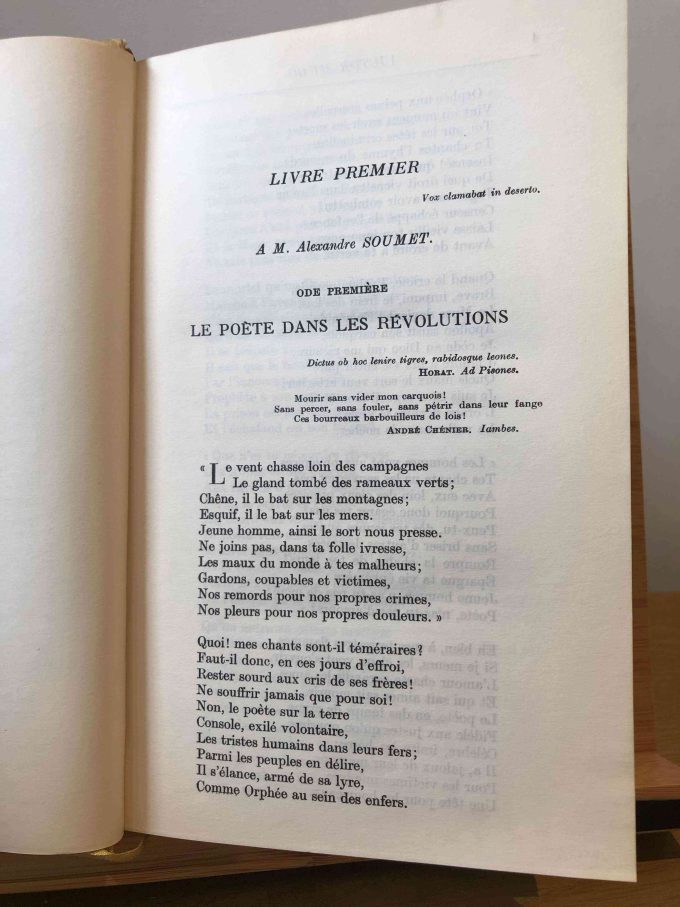 LIVRE PREMIER
Vox clamabat in deserto.
A M. Alexandre SOUMET.
ODE PREMIÈRE
LE POÈTE DANS LES RÉVOLUTIONS
Dictus ob hoc lenire tigres, rabidosque leones.
HORAT. Ad Pisones.
Mourir sans vider mon carquois!
Sans percer, sans fouler, sans pétrir dans leur fange
Ces bourreaux barbouilleurs de lois!
ANDRÉ CHÉNIER. Iambes.
« Le vent chasse loin des campagnes
Le gland tombé des rameaux verts;
Chêne, il le bat sur les montagnes;
Esquif, il le bat sur les mers.
Jeune homme, ainsi le sort nous presse.
Ne joins pas, dans ta folle ivresse,
Les maux du monde à tes malheurs;
Gardons, coupables et victimes,
Nos remords pour nos propres crimes,
Nos pleurs pour nos propres douleurs. »
Quoi! mes chants sont-il téméraires?
Faut-il donc, en ces jours d'effroi,
Rester sourd aux cris de ses frères!
Ne souffrir jamais que pour soi!
Non, le poète sur la terre
Console, exilé volontaire,
Les tristes humains dans leurs fers;
Parmi les peuples en délire,
Il s'élance, armé de sa lyre,
Comme Orphée au sein des enfers.